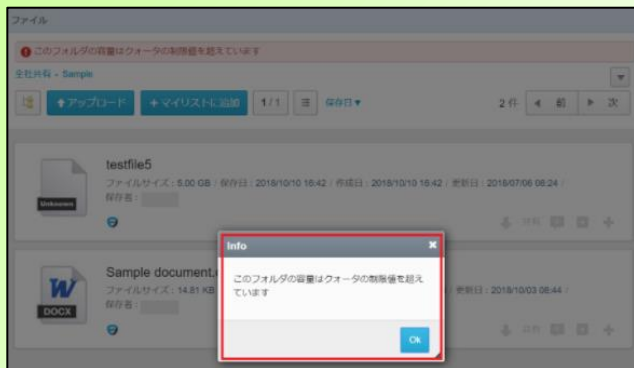 ファイル
このフォルダの容量はクォータの制限値を超えています
全社共有 - Sample
アップロード
+マイリストに追加
1/1
保存日▼
2 件
前
次
testfile5
ファイルサイズ : 5.00 GB / 保存日 : 2018/10/10 16:42 / 作成日 : 2018/10/10 16:42 / 更新日 : 2018/07/06 08:24 /
保存者 :
Unknown
Info
このフォルダの容量はクォータの制限値を超え
ています
Ok
Sample document.
ファイルサイズ : 14.81 KB
/ 更新日 : 2018/10/03 08:44 /
保存者 :
W
DOCX